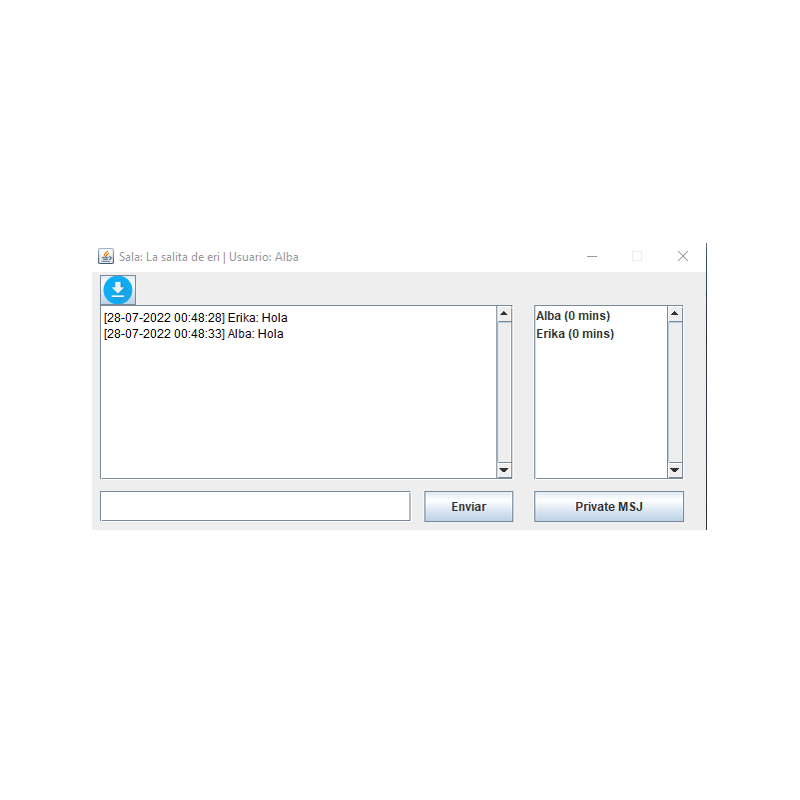 Sala: La salita de eri | Usuario: Alba
[28-07-2022 00:48:28] Erika: Hola
[28-07-2022 00:48:33] Alba: Hola
Alba (0 mins)
Erika (0 mins)
Enviar
Private MSJ